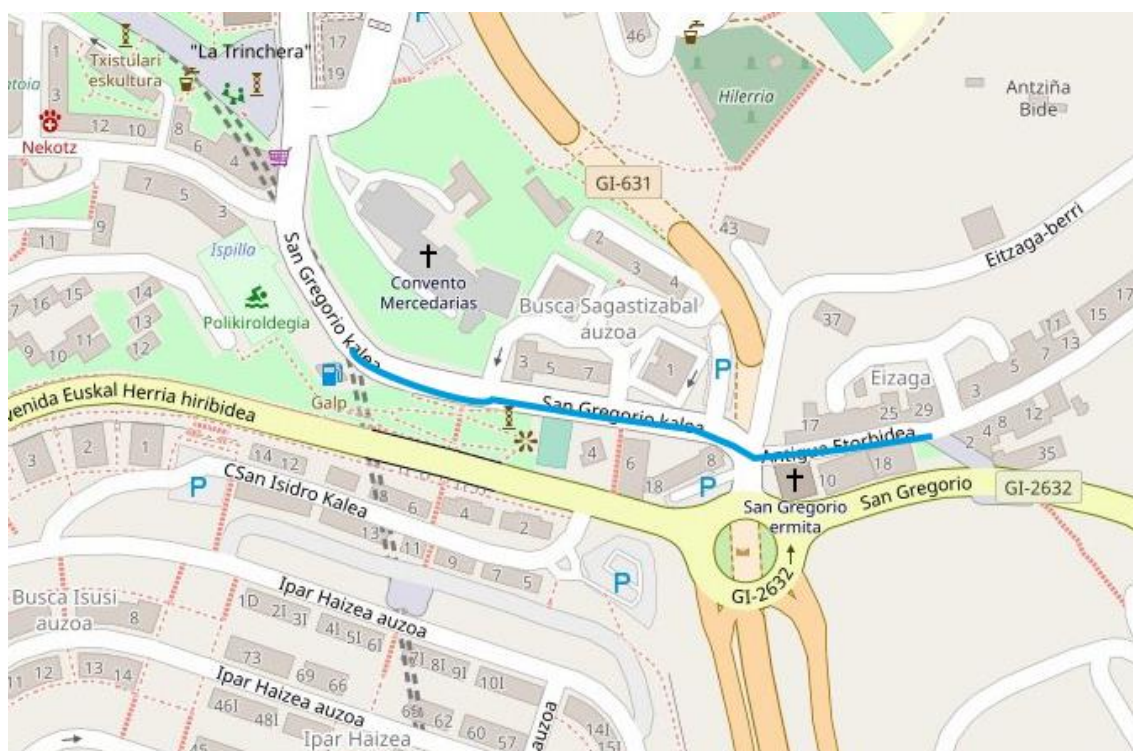 P
46
17
19
"La Trinchera"
Txistulari
eskultura
1
3
12
10
8
6
4
Nekotz
Hilerria
Antziña
Bide
GI-631
7
5
3
9
11
Ispilla
Polikiroldegia
San Gregorio kalea
Convento
Mercedarias
2
3
4
43
Eitzaga-berri
Busca Sagastizabal
auzoa
37
17
15
7
16
15
14
13
12
11
10
9
Galp
3
5
7
1
P
Eizaga
11
13
7
5
3
venida Euskal Herria hiribidea
San Gregorio kalea
17
25
29
Antigua Etorbidea
12
8
4
2
35
3
2
1
14
12
8
6
4
2
P
CSan Isidro Kalea
4
6
18
8
P
10
18
San Gregorio
ermita
San Gregorio
GI-2632
13
11
9
7
5
P
GI-2632
Busca Isusi
auzoa
8
Ipar Haizea auzoa
1D
2I
3I
4I
5I
6I
7I
8I
9I
10I
11
12
13
14
73
69
66
Ipar Haizea auzoa
46I
48I
62
60
57
auzoa
14I
Ipar Haizea
45